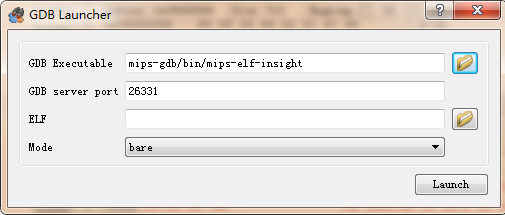 GDB Launcher
GDB Executable mips-gdb/bin/mips-elf-insight
GDB server port 26331
ELF
Mode bare
Launch